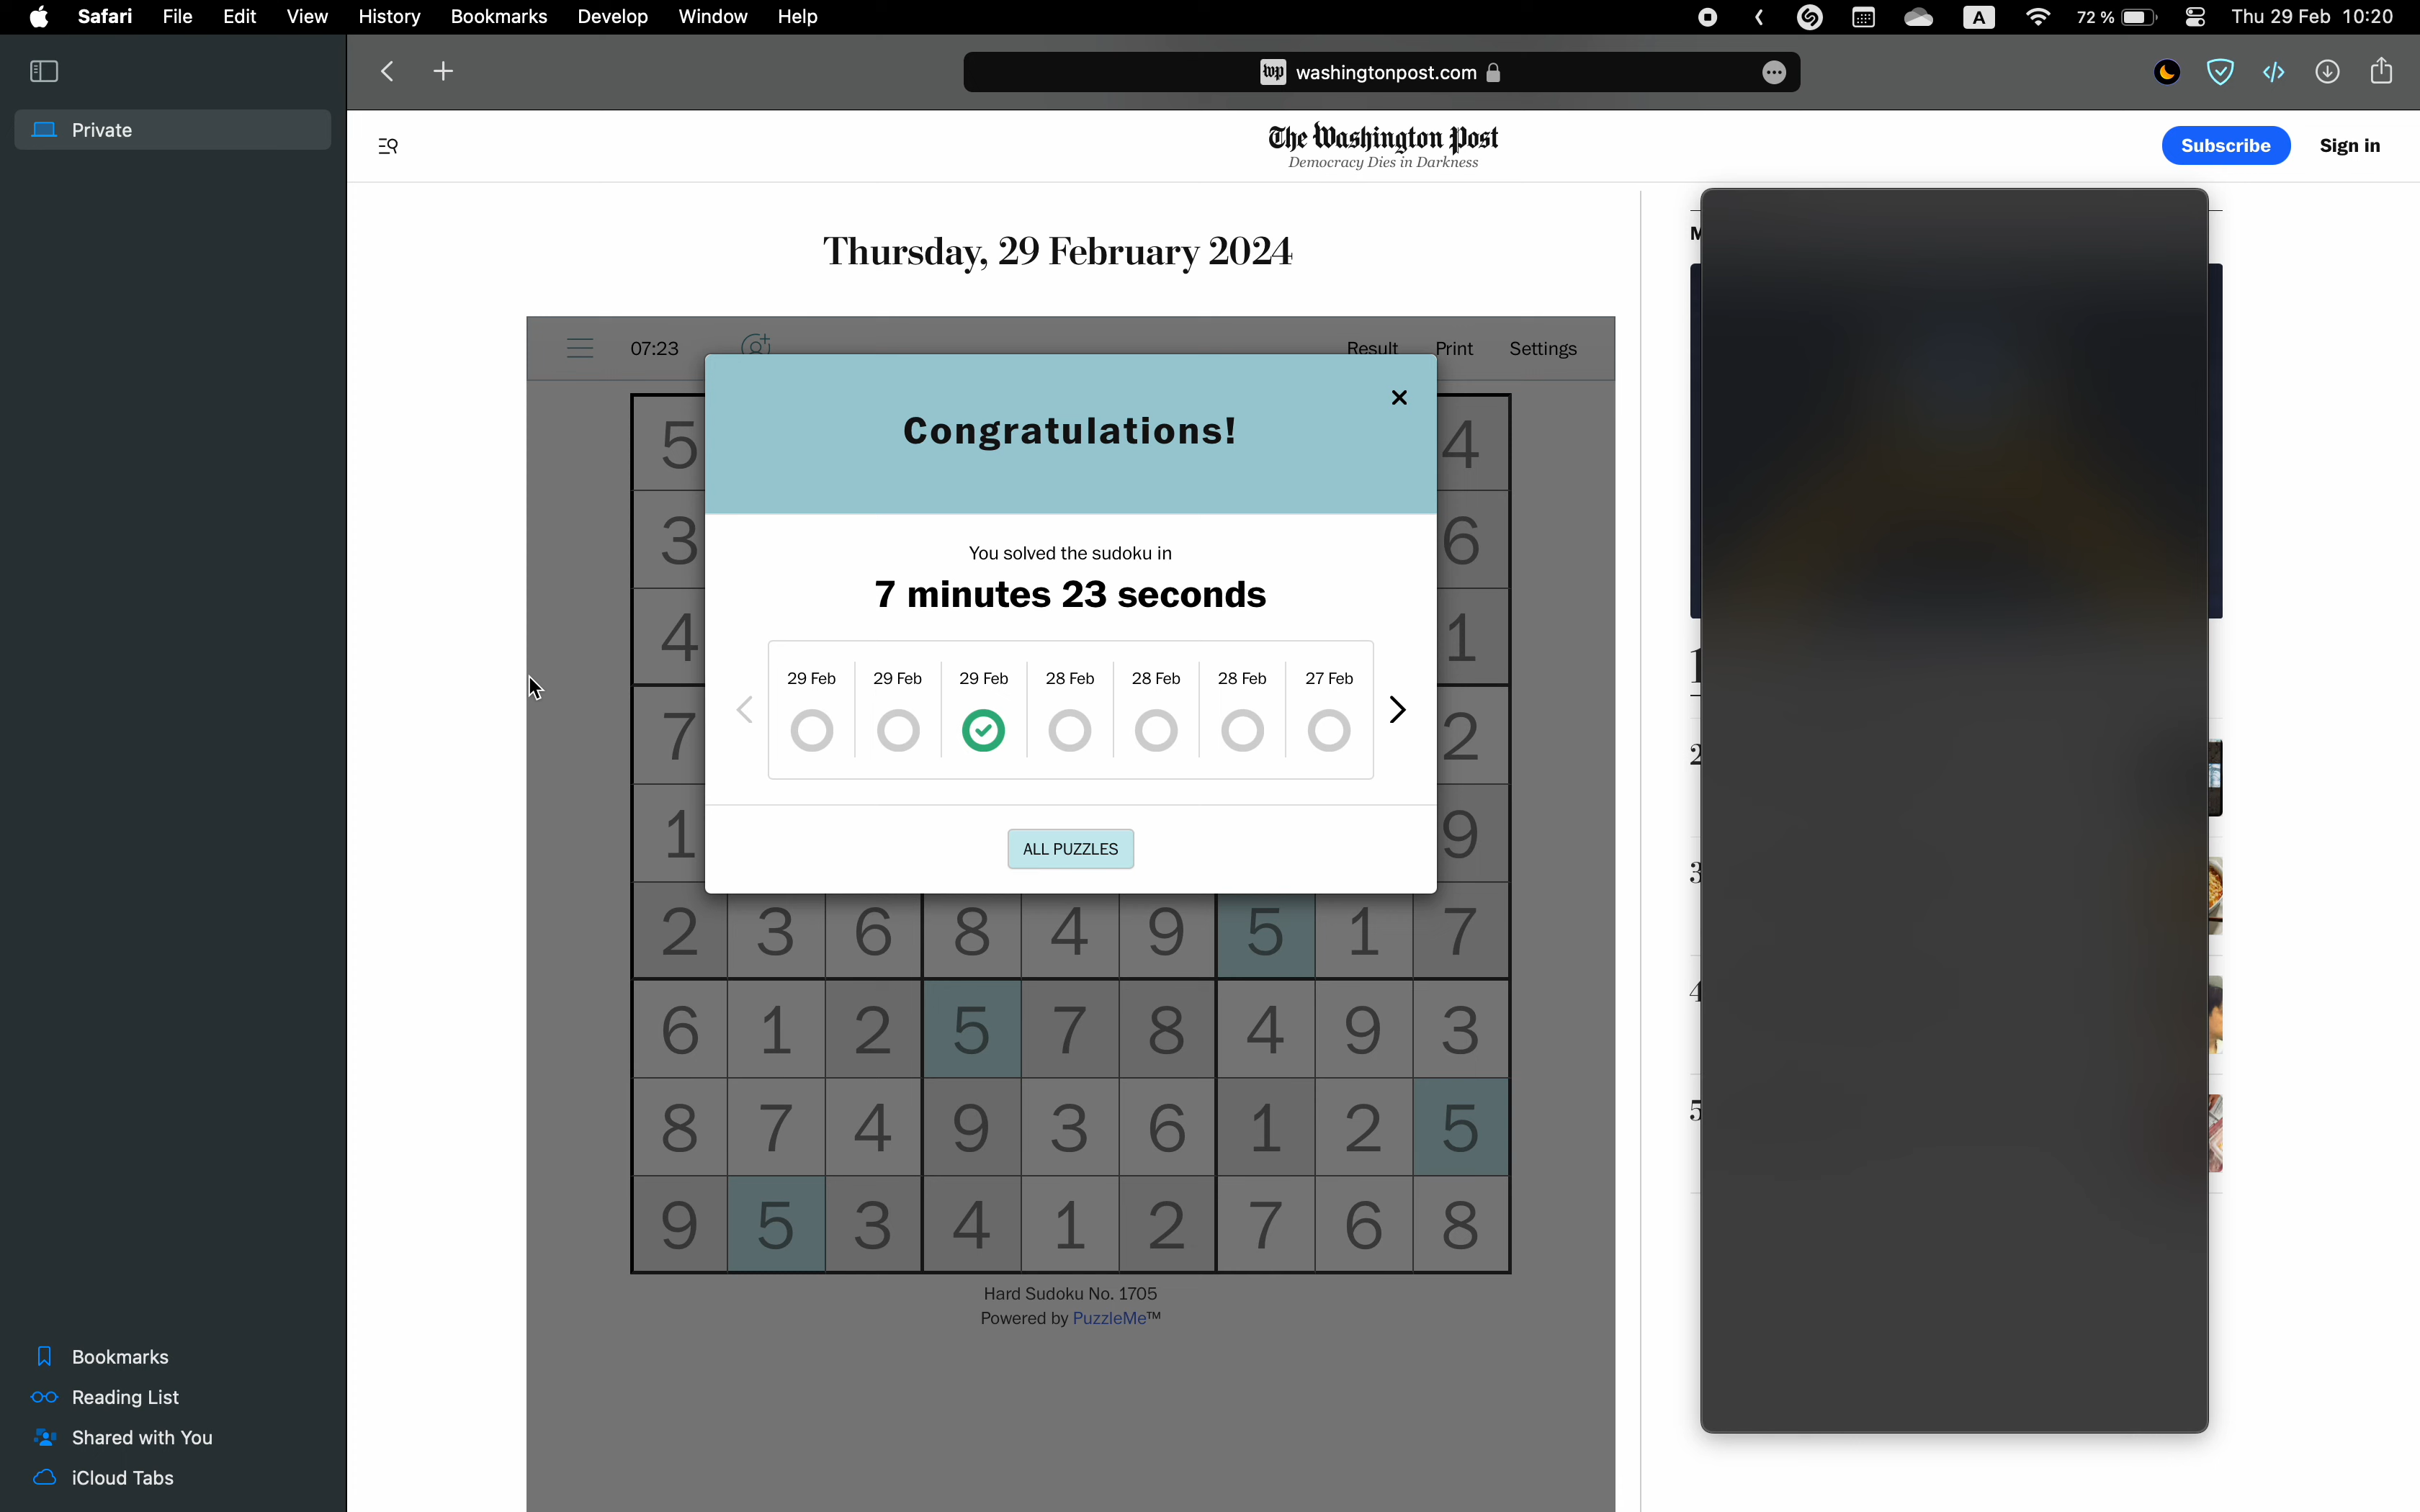 Safari File Edit View History Bookmarks Develop Window Help A 72 % Thu 29 Feb 10:20
Private
wp washingtonpost.com
The Washington Post
Democracy Dies in Darkness
Subscribe Sign in
Thursday, 29 February 2024
07:23 Result Print Settings
5 4
3 6
4 1
7 2
1 9
Congratulations!
You solved the sudoku in
7 minutes 23 seconds
29 Feb 29 Feb 29 Feb 28 Feb 28 Feb 28 Feb 27 Feb
ALL PUZZLES
2 3 6 8 4 9 5 1 7
6 1 2 5 7 8 4 9 3
8 7 4 9 3 6 1 2 5
9 5 3 4 1 2 7 6 8
Hard Sudoku No. 1705
Powered by PuzzleMe™
1
2
3
4
5
Bookmarks
Reading List
Shared with You
iCloud Tabs